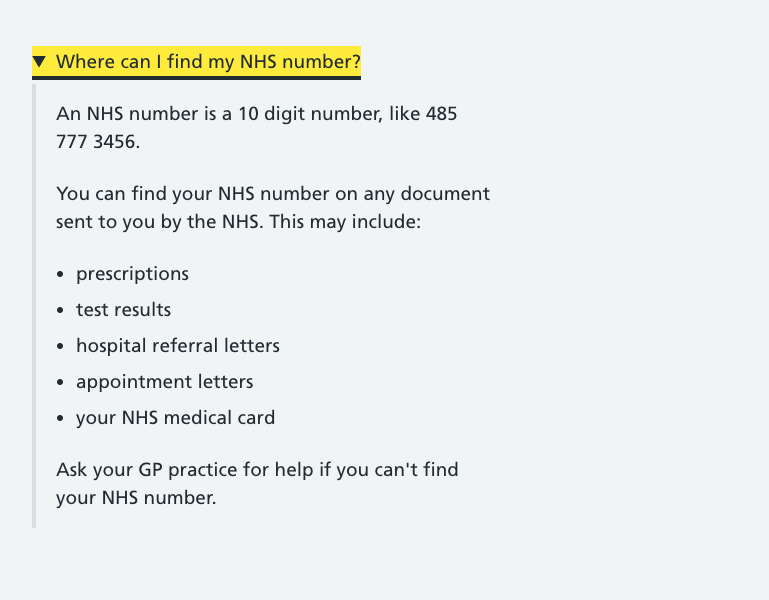 Where can I find my NHS number?
An NHS number is a 10 digit number, like 485
777 3456.
You can find your NHS number on any document
sent to you by the NHS. This may include:
• prescriptions
• test results
• hospital referral letters
• appointment letters
• your NHS medical card
Ask your GP practice for help if you can't find
your NHS number.